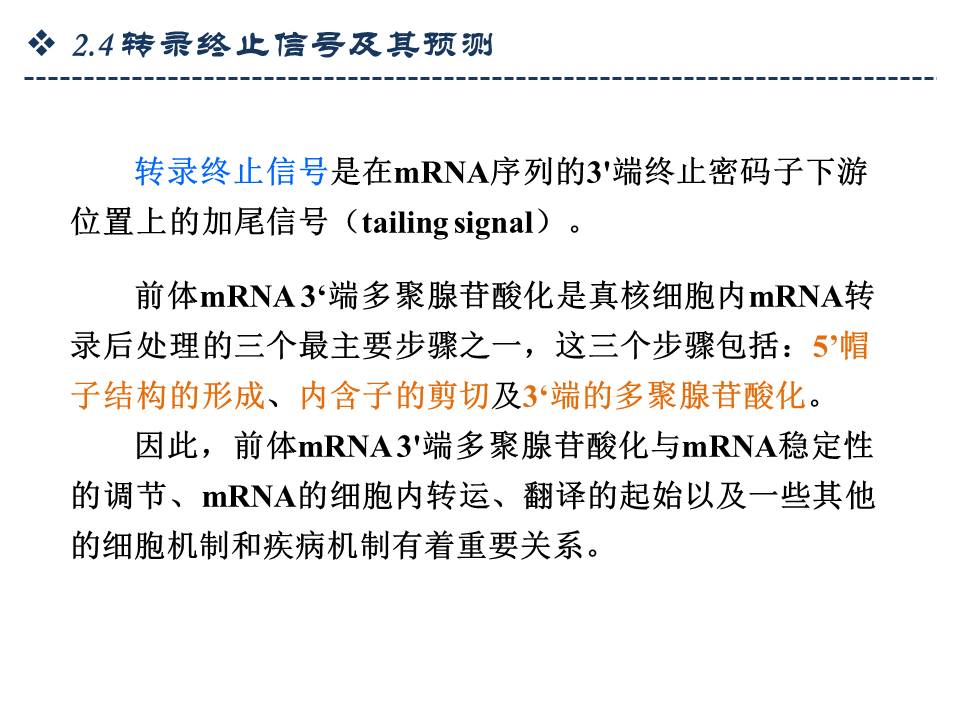 ❖ 2.4转录终止信号及其预测
转录终止信号是在mRNA序列的3'端终止密码子下游
位置上的加尾信号（tailing signal）。
前体mRNA 3‘端多聚腺苷酸化是真核细胞内mRNA转
录后处理的三个最主要步骤之一，这三个步骤包括：5’帽
子结构的形成、内含子的剪切及3‘端的多聚腺苷酸化。
因此，前体mRNA 3'端多聚腺苷酸化与mRNA稳定性
的调节、mRNA的细胞内转运、翻译的起始以及一些其他
的细胞机制和疾病机制有着重要关系。